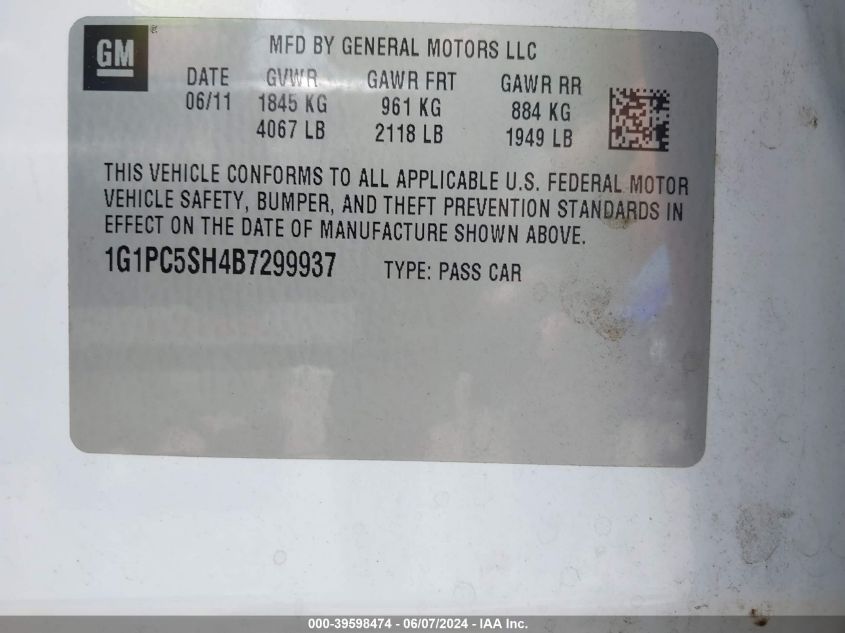 GM ®
MFD BY GENERAL MOTORS LLC
DATE GVWR GAWR FRT GAWR RR
06/11 1845 KG 961 KG 884 KG
4067 LB 2118 LB 1949 LB
THIS VEHICLE CONFORMS TO ALL APPLICABLE U.S. FEDERAL MOTOR
VEHICLE SAFETY, BUMPER, AND THEFT PREVENTION STANDARDS IN
EFFECT ON THE DATE OF MANUFACTURE SHOWN ABOVE.
1G1PC5SH4B7299937 TYPE: PASS CAR
000-39598474 - 06/07/2024 - IAA Inc.